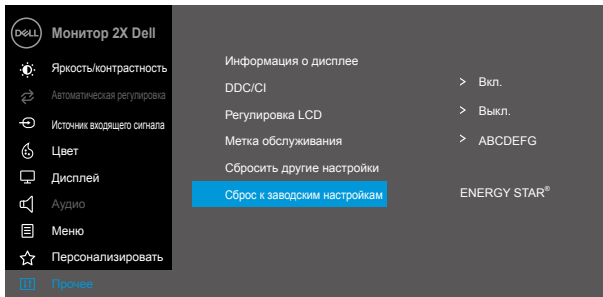 DELL Монитор 2X Dell
Яркость/контрастность
Автоматическая регулировка
Источник входящего сигнала
Цвет
Дисплей
Аудио
Меню
Персонализировать
Прочее
Информация о дисплее
DDC/CI > Вкл.
Регулировка LCD > Выкл.
Метка обслуживания > ABCDEFG
Сбросить другие настройки
Сброс к заводским настройкам ENERGY STAR®